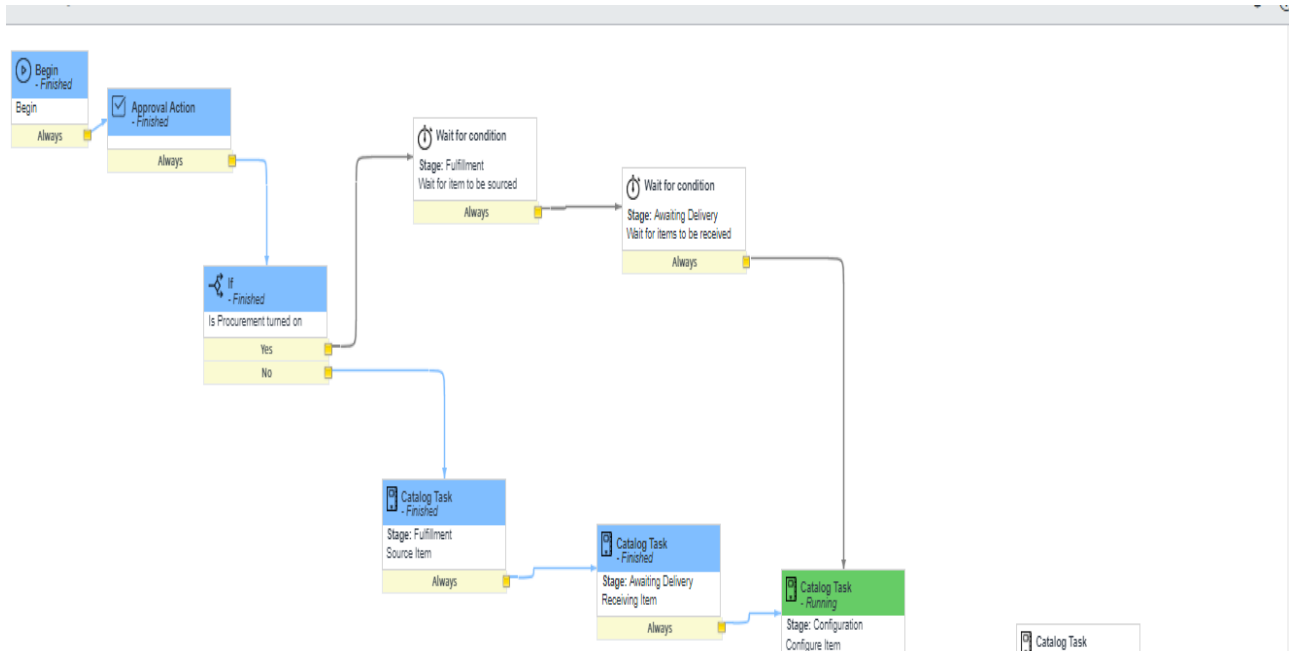 Begin
- Finished
Begin
Always
Approval Action
- Finished
Always
Wait for condition
Stage: Fulfillment
Wait for item to be sourced
Always
Wait for condition
Stage: Awaiting Delivery
Wait for items to be received
Always
If
- Finished
Is Procurement turned on
Yes
No
Catalog Task
- Finished
Stage: Fulfillment
Source Item
Always
Catalog Task
- Finished
Stage: Awaiting Delivery
Receiving Item
Always
Catalog Task
- Running
Stage: Configuration
Configure Item
Catalog Task